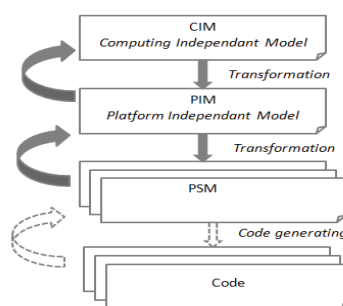 CIM
Computing Independant Model
Transformation
PIM
Platform Independant Model
Transformation
PSM
Code generating
Code